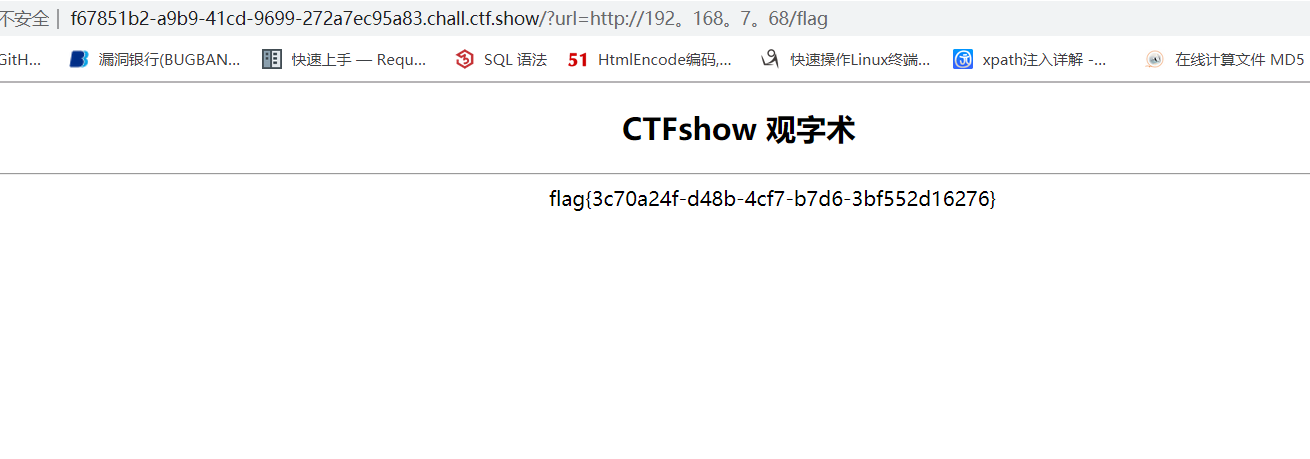 不安全 | f67851b2-a9b9-41cd-9699-272a7ec95a83.chall.ctf.show/?url=http://192。168。7。68/flag
GitH... 漏洞银行(BUGBAN... 快速上手 — Requ... SQL 语法 51 HtmlEncode编码,... 快速操作Linux终端... xpath注入详解 -... 在线计算文件 MD5
CTFshow 观字术
flag{3c70a24f-d48b-4cf7-b7d6-3bf552d16276}